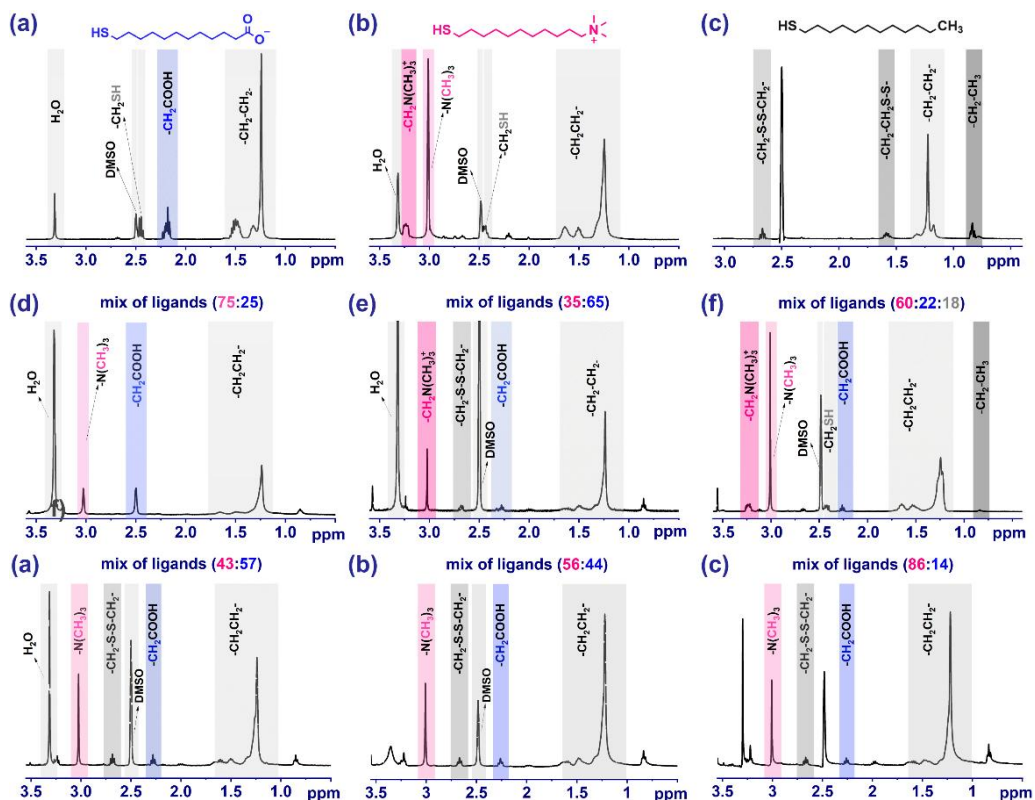 (a)
HS
O
O⁻
H₂O
DMSO
-CH₂SH
-CH₂COOH
-CH₂-CH₂-
3.5 3.0 2.5 2.0 1.5 1.0 ppm
(b)
HS
N
+
H₂O
-CH₂N(CH₃)₃⁺
-N(CH₃)₃
DMSO
-CH₂SH
-CH₂CH₂-
3.5 3.0 2.5 2.0 1.5 1.0 ppm
(c)
HS
CH₃
-CH₂-S-S-CH₂-
-CH₂-CH₂S-S-
-CH₂-CH₂-
-CH₂-CH₃
3.0 2.5 2.0 1.5 1.0 ppm
(d)
mix of ligands (75:25)
H₂O
-N(CH₃)₃
-CH₂COOH
-CH₂CH₂-
3.5 3.0 2.5 2.0 1.5 1.0 ppm
(e)
mix of ligands (35:65)
H₂O
-CH₂N(CH₃)₃⁺
-CH₂-S-S-CH₂-
DMSO
-CH₂COOH
-CH₂-CH₂-
3.5 3.0 2.5 2.0 1.5 1.0 ppm
(f)
mix of ligands (60:22:18)
-CH₂N(CH₃)₃⁺
-N(CH₃)₃
DMSO
-CH₂SH
-CH₂COOH
-CH₂CH₂-
-CH₂-CH₃
3.5 3.0 2.5 2.0 1.5 1.0 ppm
(a)
mix of ligands (43:57)
H₂O
-N(CH₃)₃
-CH₂-S-S-CH₂-
DMSO
-CH₂COOH
-CH₂CH₂-
3.5 3.0 2.5 2.0 1.5 1.0 ppm
(b)
mix of ligands (56:44)
-N(CH₃)₃
-CH₂-S-S-CH₂-
DMSO
-CH₂COOH
-CH₂CH₂-
3.5 3 2.5 2 1.5 1 ppm
(c)
mix of ligands (86:14)
-N(CH₃)₃
-CH₂-S-S-CH₂-
-CH₂COOH
-CH₂CH₂-
3.5 3 2.5 2 1.5 1 ppm